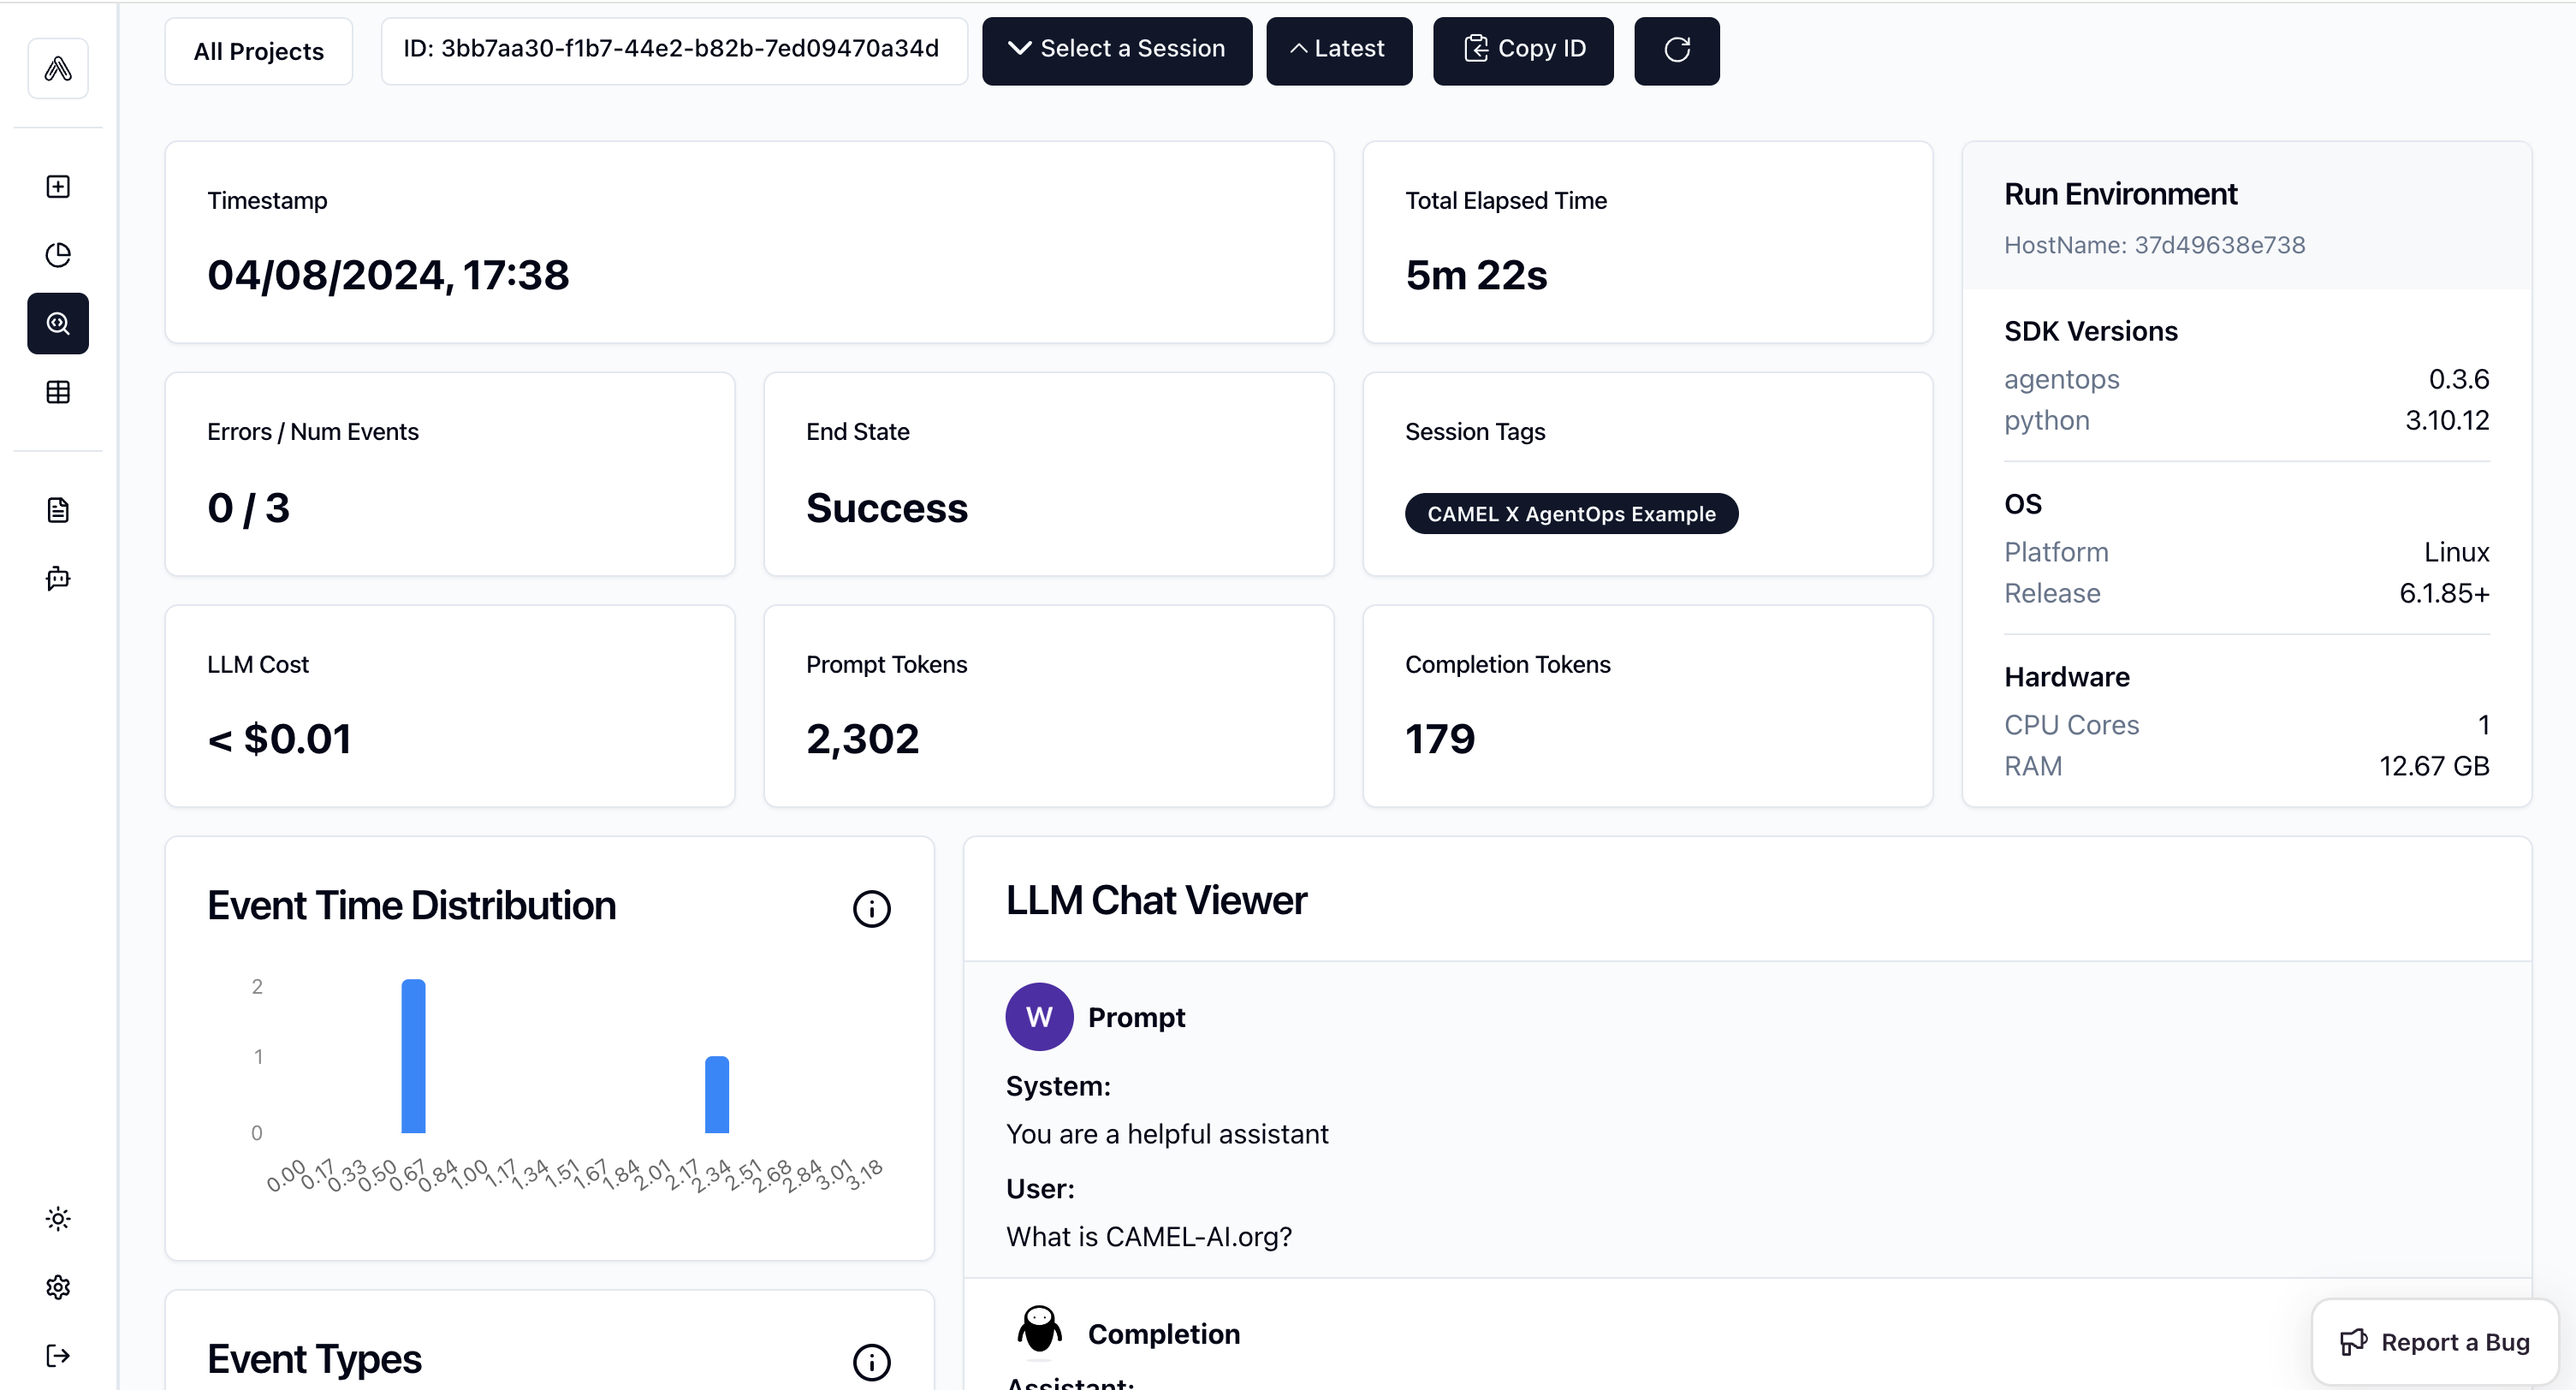 All Projects
ID: 3bb7aa30-f1b7-44e2-b82b-7ed09470a34d
Select a Session
Latest
Copy ID
Timestamp
04/08/2024, 17:38
Total Elapsed Time
5m 22s
Errors / Num Events
0 / 3
End State
Success
Session Tags
CAMEL X AgentOps Example
LLM Cost
< $0.01
Prompt Tokens
2,302
Completion Tokens
179
Run Environment
HostName: 37d49638e738
SDK Versions
agentops 0.3.6
python 3.10.12
OS
Platform Linux
Release 6.1.85+
Hardware
CPU Cores 1
RAM 12.67 GB
Event Time Distribution
2
1
0
0.00 0.17 0.33 0.50 0.67 0.84 1.00 1.17 1.34 1.51 1.67 1.84 2.01 2.17 2.34 2.51 2.68 2.84 3.01 3.18
Event Types
LLM Chat Viewer
W
Prompt
System:
You are a helpful assistant
User:
What is CAMEL-AI.org?
Completion
Assistant:
Report a Bug